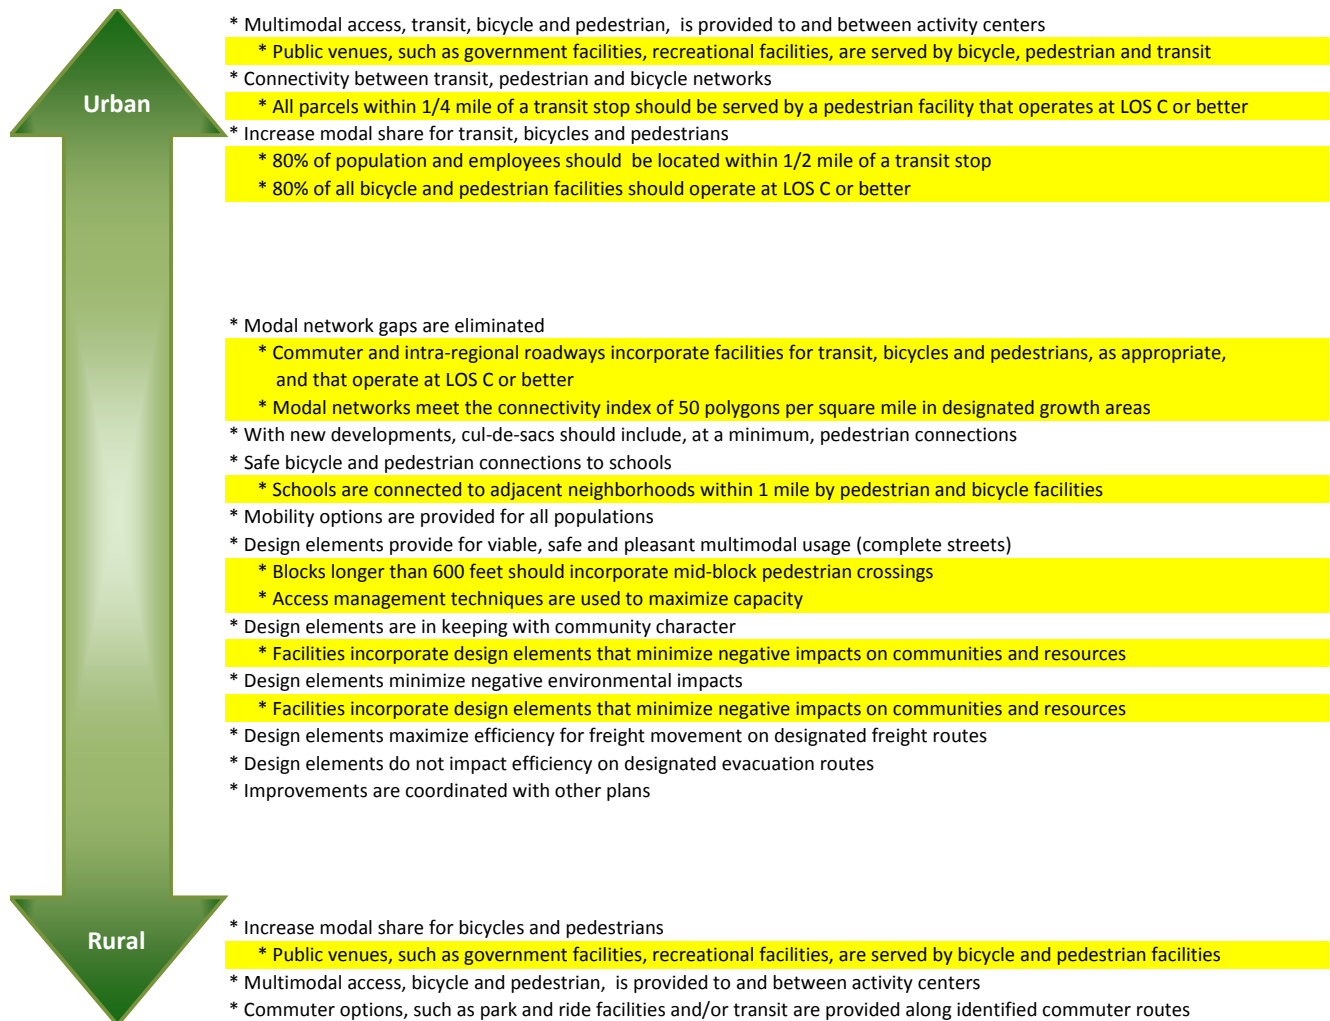 * Multimodal access, transit, bicycle and pedestrian,  is provided to and between activity centers
* Public venues, such as government facilities, recreational facilities, are served by bicycle, pedestrian and transit
* Connectivity between transit, pedestrian and bicycle networks
Urban
* All parcels within 1/4 mile of a transit stop should be served by a pedestrian facility that operates at LOS C or better
* Increase modal share for transit, bicycles and pedestrians
* 80% of population and employees should  be located within 1/2 mile of a transit stop
* 80% of all bicycle and pedestrian facilities should operate at LOS C or better
* Modal network gaps are eliminated
* Commuter and intra-regional roadways incorporate facilities for transit, bicycles and pedestrians, as appropriate,
and that operate at LOS C or better
* Modal networks meet the connectivity index of 50 polygons per square mile in designated growth areas
* With new developments, cul-de-sacs should include, at a minimum, pedestrian connections
* Safe bicycle and pedestrian connections to schools
* Schools are connected to adjacent neighborhoods within 1 mile by pedestrian and bicycle facilities
* Mobility options are provided for all populations
* Design elements provide for viable, safe and pleasant multimodal usage (complete streets)
* Blocks longer than 600 feet should incorporate mid-block pedestrian crossings
* Access management techniques are used to maximize capacity
* Design elements are in keeping with community character
* Facilities incorporate design elements that minimize negative impacts on communities and resources
* Design elements minimize negative environmental impacts
* Facilities incorporate design elements that minimize negative impacts on communities and resources
* Design elements maximize efficiency for freight movement on designated freight routes
* Design elements do not impact efficiency on designated evacuation routes
* Improvements are coordinated with other plans
* Increase modal share for bicycles and pedestrians
Rural
* Public venues, such as government facilities, recreational facilities, are served by bicycle and pedestrian facilities
* Multimodal access, bicycle and pedestrian,  is provided to and between activity centers
* Commuter options, such as park and ride facilities and/or transit are provided along identified commuter routes